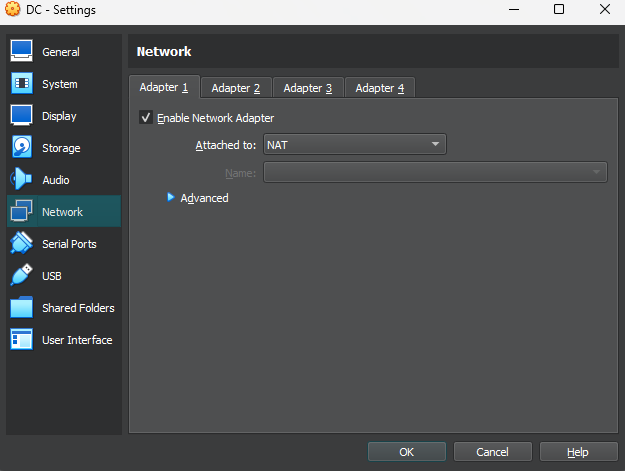 DC - Settings
General
System
Display
Storage
Audio
Network
Serial Ports
USB
Shared Folders
User Interface
Network
Adapter 1 Adapter 2 Adapter 3 Adapter 4
Enable Network Adapter
Attached to: NAT
Name:
Advanced
OK Cancel Help